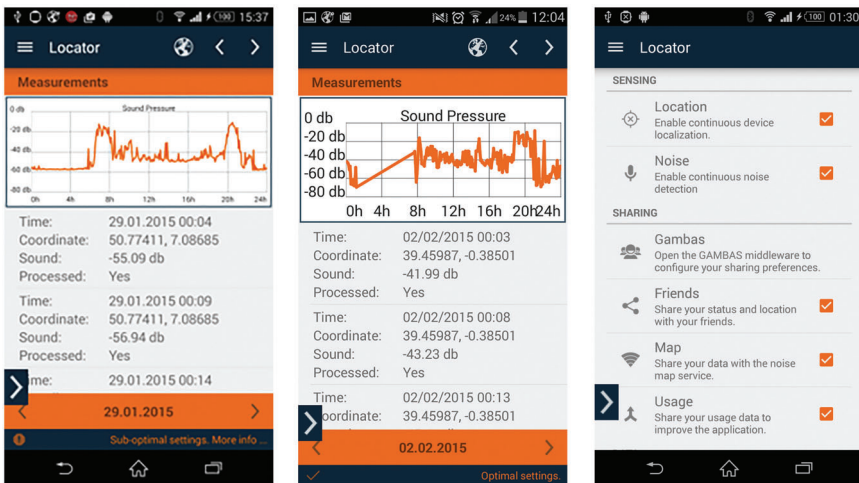 100 15:37
Locator
Measurements
Sound Pressure
0 db
-20 db
-40 db
-60 db
-80 db
0h 4h 8h 12h 16h 20h 24h
Time: 29.01.2015 00:04
Coordinate: 50.77411, 7.08685
Sound: -55.09 db
Processed: Yes
Time: 29.01.2015 00:09
Coordinate: 50.77411, 7.08685
Sound: -56.94 db
Processed: Yes
ime: 29.01.2015 00:14
29.01.2015
Sub-optimal settings. More info ...
24% 12:04
Locator
Measurements
0 db Sound Pressure
-20 db
-40 db
-60 db
-80 db
0h 4h 8h 12h 16h 20h24h
Time: 02/02/2015 00:03
Coordinate: 39.45987, -0.38501
Sound: -41.99 db
Processed: Yes
Time: 02/02/2015 00:08
Coordinate: 39.45987, -0.38501
Sound: -43.23 db
Processed: Yes
Time: 02/02/2015 00:13
oordinate: 39.45987, -0.38501
02.02.2015
Optimal settings.
100 01:30
Locator
SENSING
Location
Enable continuous device
localization.
Noise
Enable continuous noise
detection
SHARING
Gambas
Open the GAMBAS middleware to
configure your sharing preferences.
Friends
Share your status and location
with your friends.
Map
Share your data with the noise
map service.
Usage
Share your usage data to
improve the application.